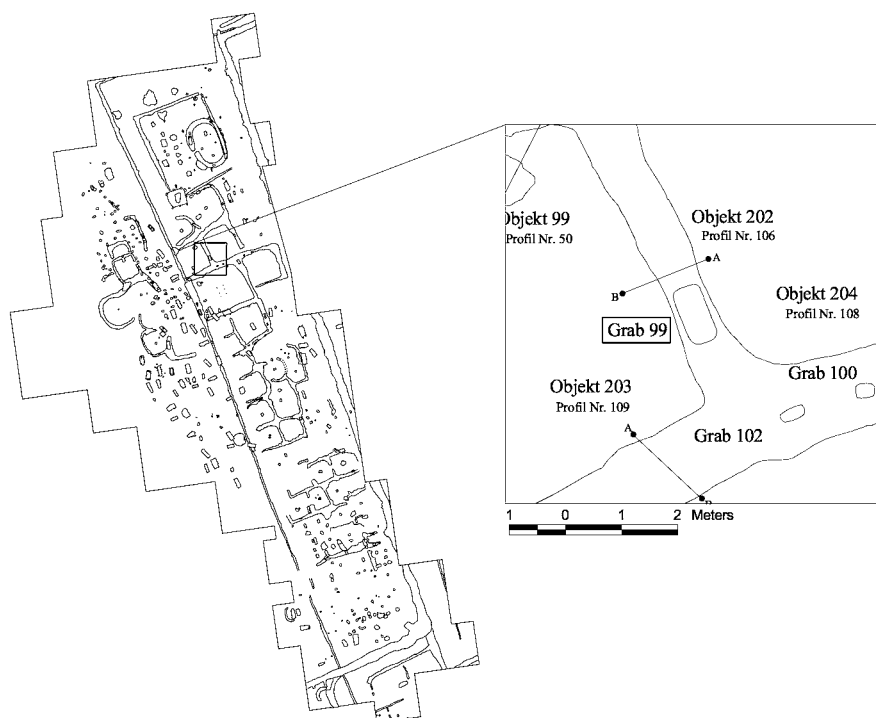 Objekt 99
Profil Nr. 50
Objekt 202
Profil Nr. 106
A
B
Objekt 204
Profil Nr. 108
Grab 99
Grab 100
Objekt 203
Profil Nr. 109
A
Grab 102
B
1 0 1 2 Meters